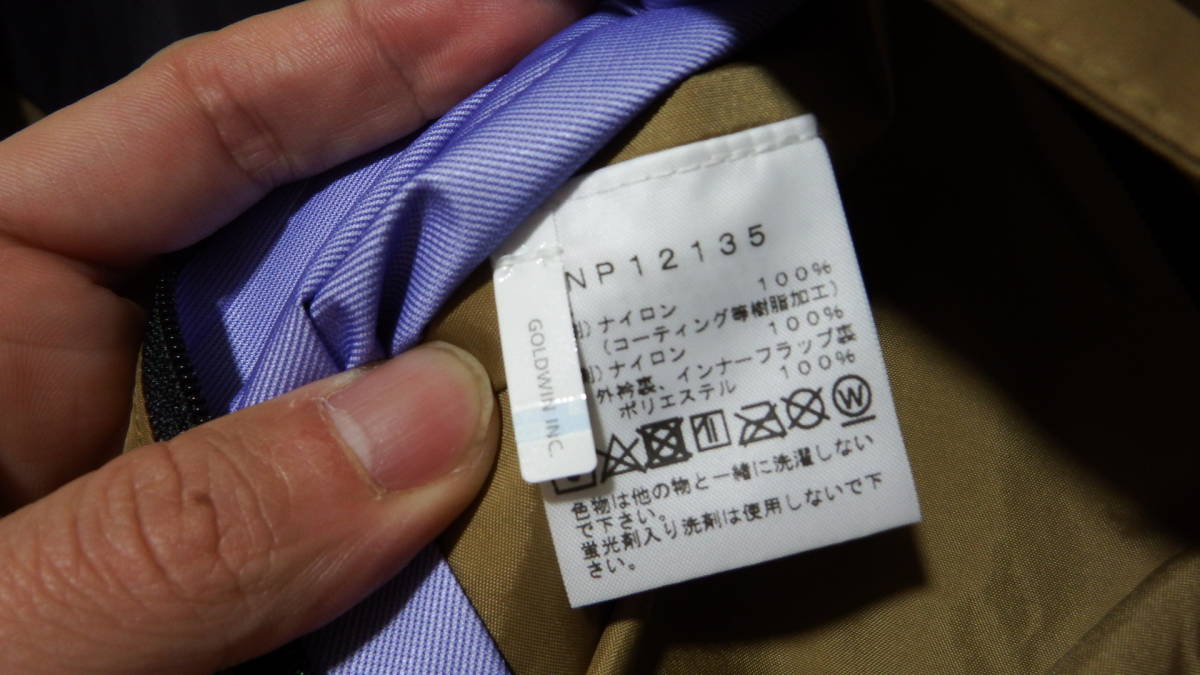 NP12135
100%
ナイロン
(コーティング等樹脂加工)
100%
ナイロン
外衿裏、インナーフラップ裏
100%
ポリエステル
W
色物は他の物と一緒に洗濯しない
で下さい。
蛍光剤入り洗剤は使用しないで下
さい。
GOLDWIN INC.